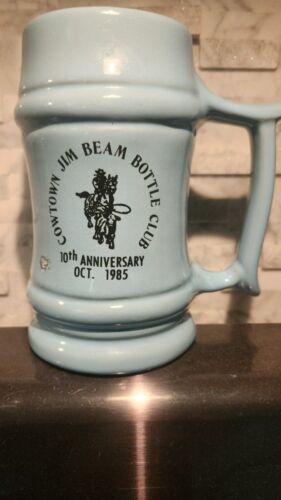 COWTOWN JIM BEAM BOTTLE CLUB
10th ANNIVERSARY
OCT. 1985